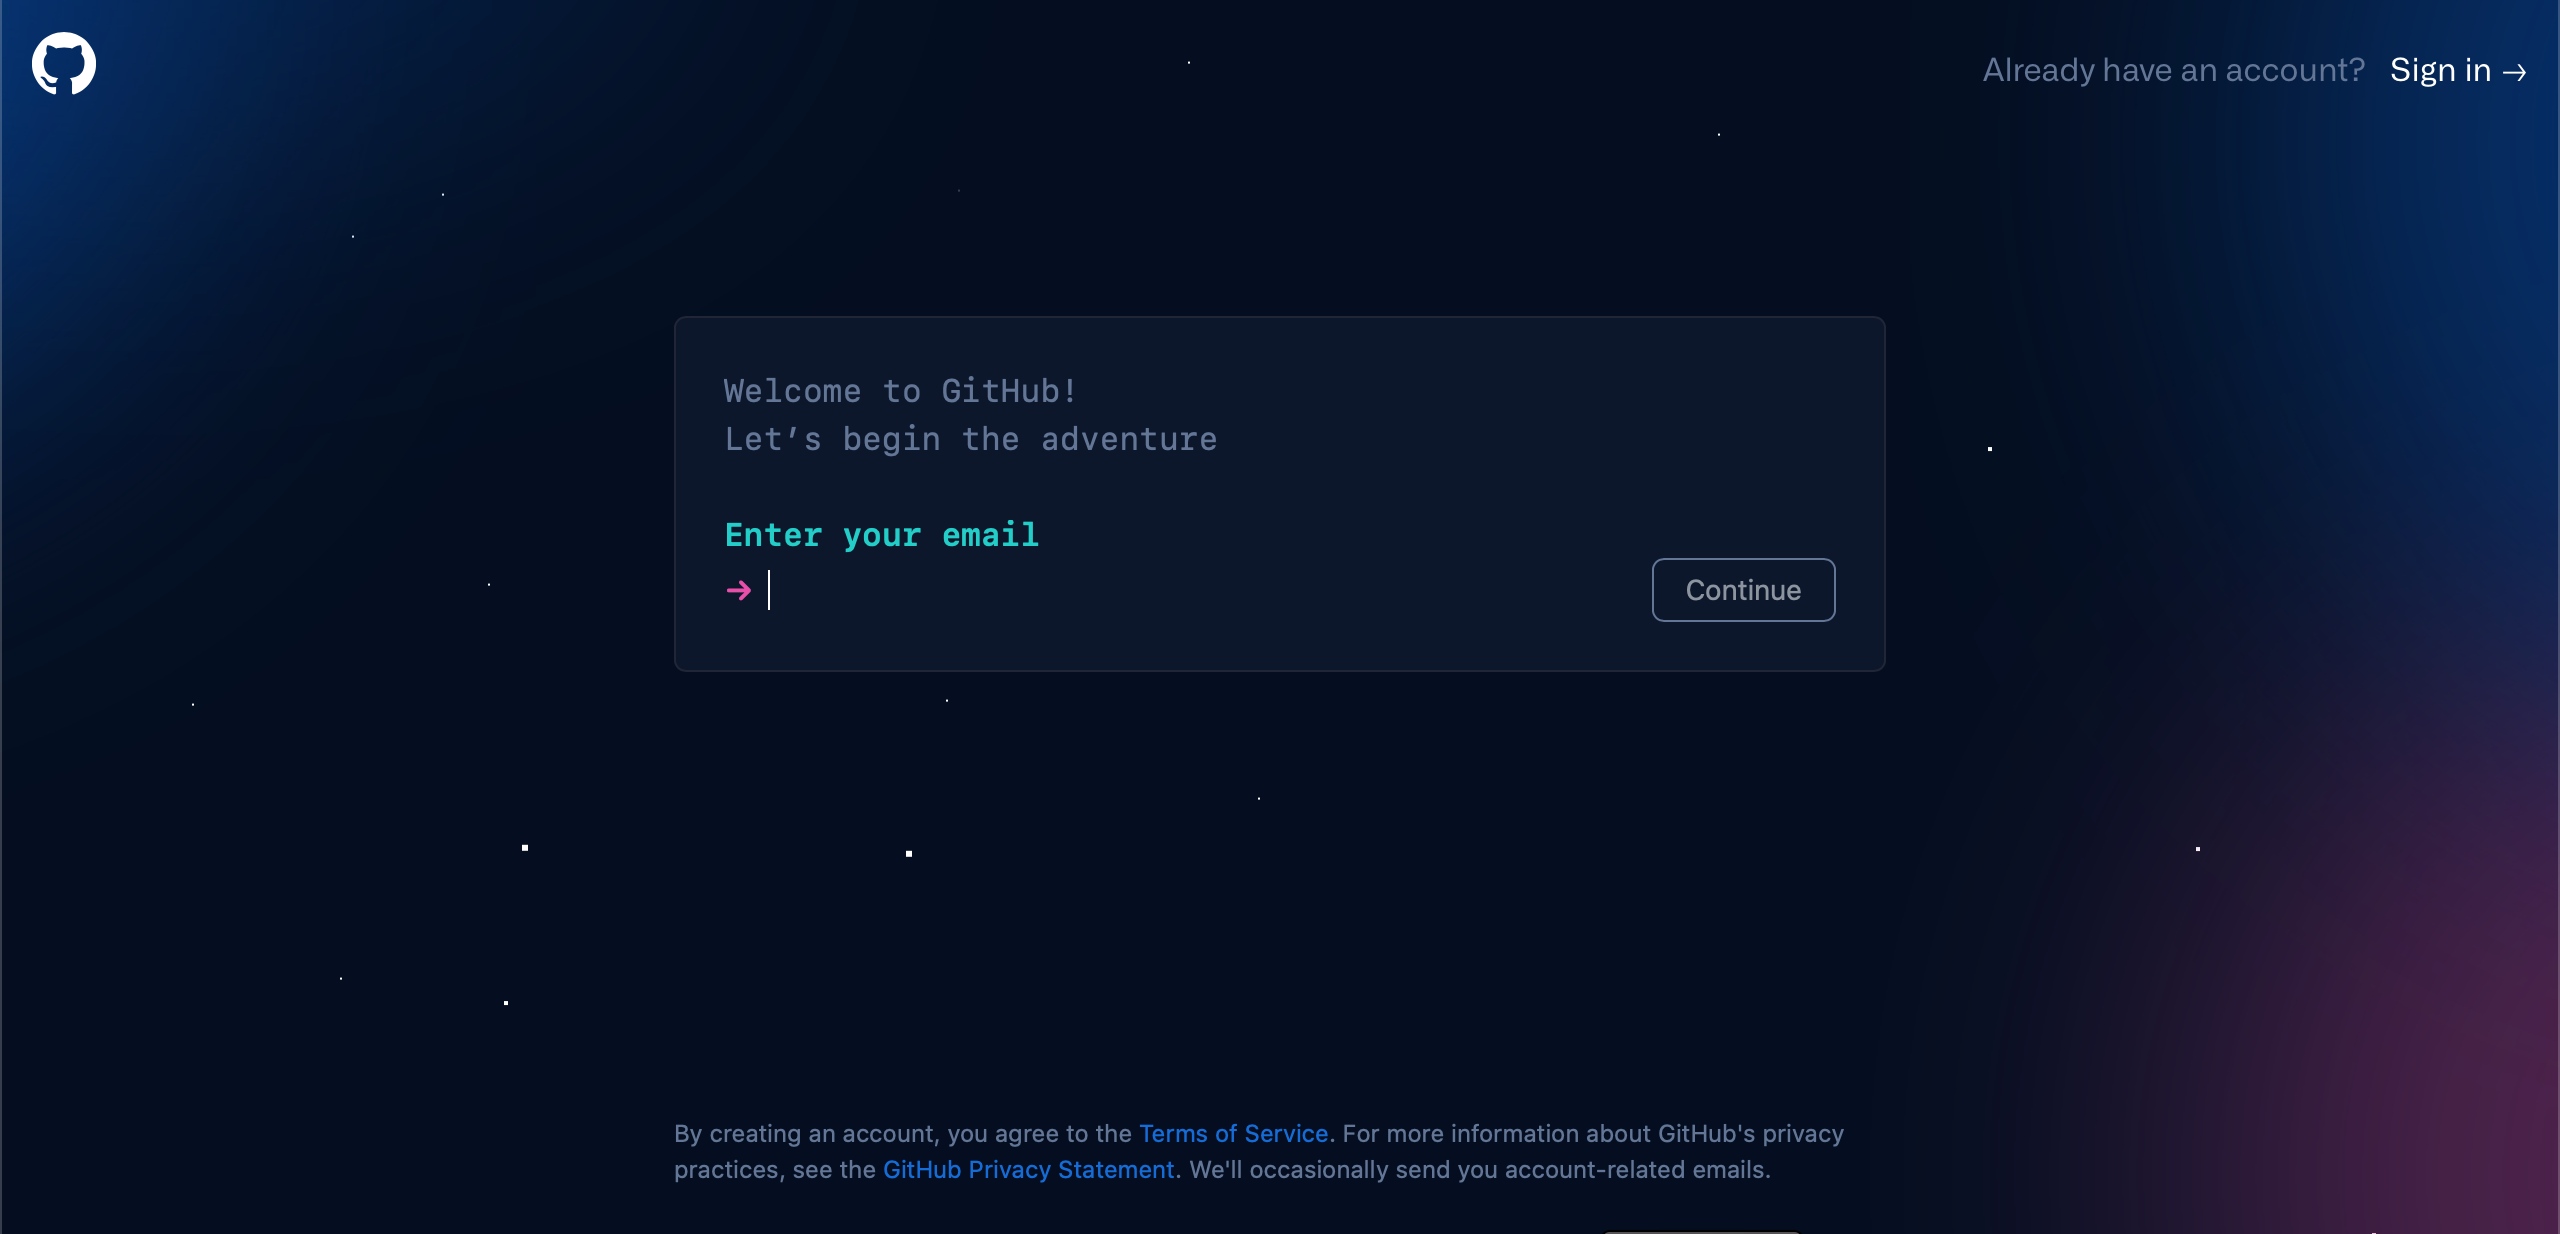 Already have an account? Sign in →
Welcome to GitHub!
Let’s begin the adventure
Enter your email
→
Continue
By creating an account, you agree to the Terms of Service. For more information about GitHub's privacy
practices, see the GitHub Privacy Statement. We'll occasionally send you account-related emails.